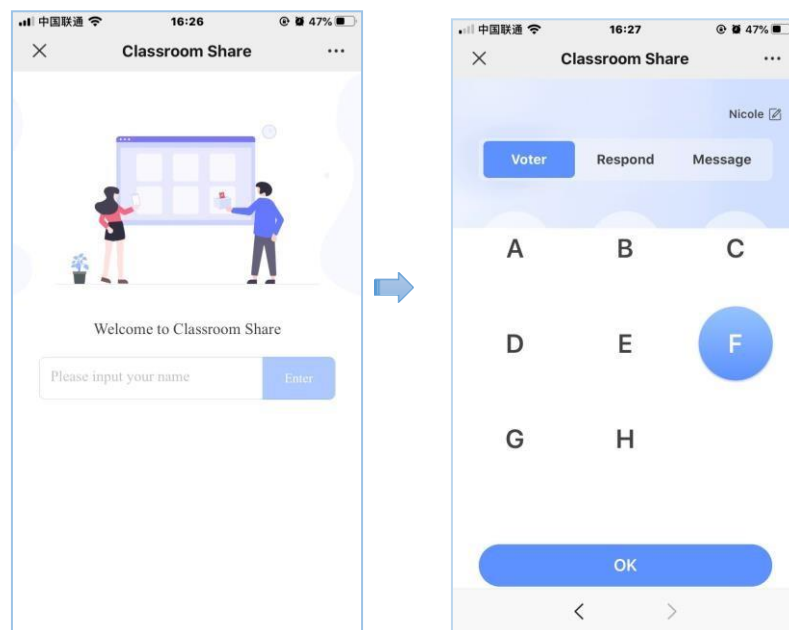 中国联通 16:26 47%
Classroom Share
Welcome to Classroom Share
Please input your name Enter
中国联通 16:27 47%
Classroom Share
Nicole
Voter Respond Message
A B C
D E F
G H
OK